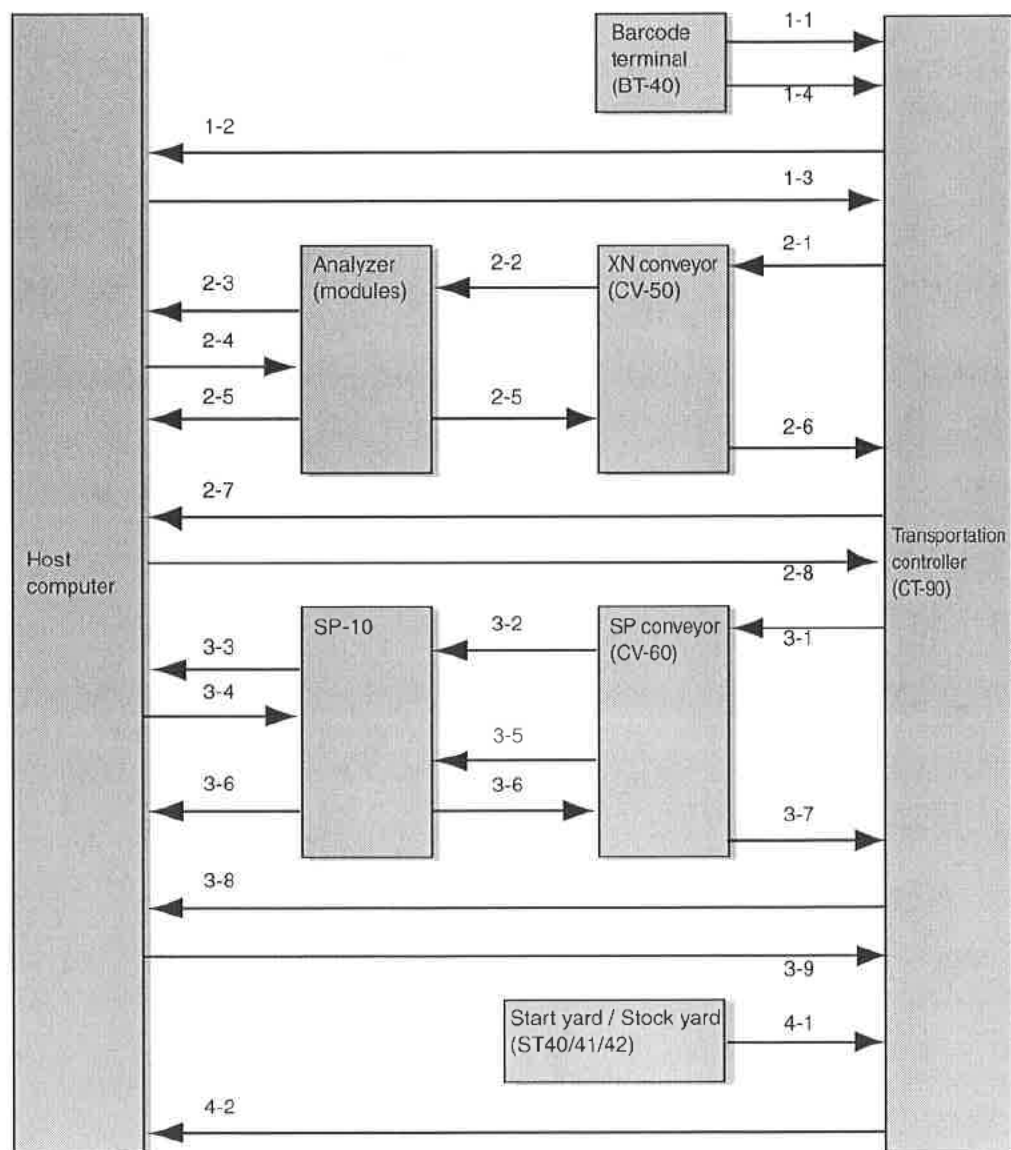 Barcode
terminal
(BT-40)
1-1
1-4
1-2
1-3
Analyzer
(modules)
2-2
XN conveyor
(CV-50)
2-1
2-3
2-4
2-5
2-5
2-6
2-7
Host
computer
Transportation
controller
(CT-90)
2-8
SP-10
3-2
SP conveyor
(CV-60)
3-1
3-3
3-4
3-5
3-6
3-6
3-7
3-8
3-9
Start yard / Stock yard
(ST40/41/42)
4-1
4-2